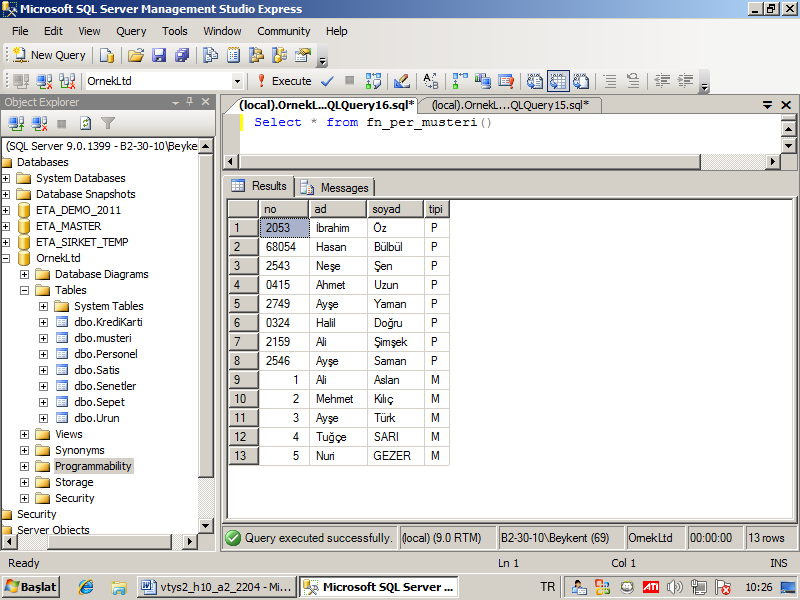 Microsoft SQL Server Management Studio Express
File Edit View Query Tools Window Community Help
New Query
OrnekLtd Execute
Object Explorer
(local).OrnekL...QLQuery16.sql* (local).OrnekL...QLQuery15.sql*
Select * from fn_per_musteri()
(SQL Server 9.0.1399 - B2-30-10\Beyke
Databases
System Databases
Database Snapshots
ETA_DEMO_2011
ETA_MASTER
ETA_SIRKET_TEMP
OrnekLtd
Database Diagrams
Tables
System Tables
dbo.KrediKarti
dbo.musteri
dbo.Personel
dbo.Satis
dbo.Senetler
dbo.Sepet
dbo.Urun
Views
Synonyms
Programmability
Storage
Security
Security
Server Objects
Results Messages
no ad soyad tipi
1 2053 İbrahim Öz P
2 68054 Hasan Bülbül P
3 2543 Neşe Şen P
4 0415 Ahmet Uzun P
5 2749 Ayşe Yaman P
6 0324 Halil Doğru P
7 2159 Ali Şimşek P
8 2546 Ayşe Saman P
9 1 Ali Aslan M
10 2 Mehmet Kılıç M
11 3 Ayşe Türk M
12 4 Tuğçe SARI M
13 5 Nuri GEZER M
Query executed successfully. (local) (9.0 RTM) B2-30-10\Beykent (69) OrnekLtd 00:00:00 13 rows
Ready Ln 1 Col 1 INS
Başlat vtys2_h10_a2_2204 - Mi... Microsoft SQL Server ... TR ATI 10:26